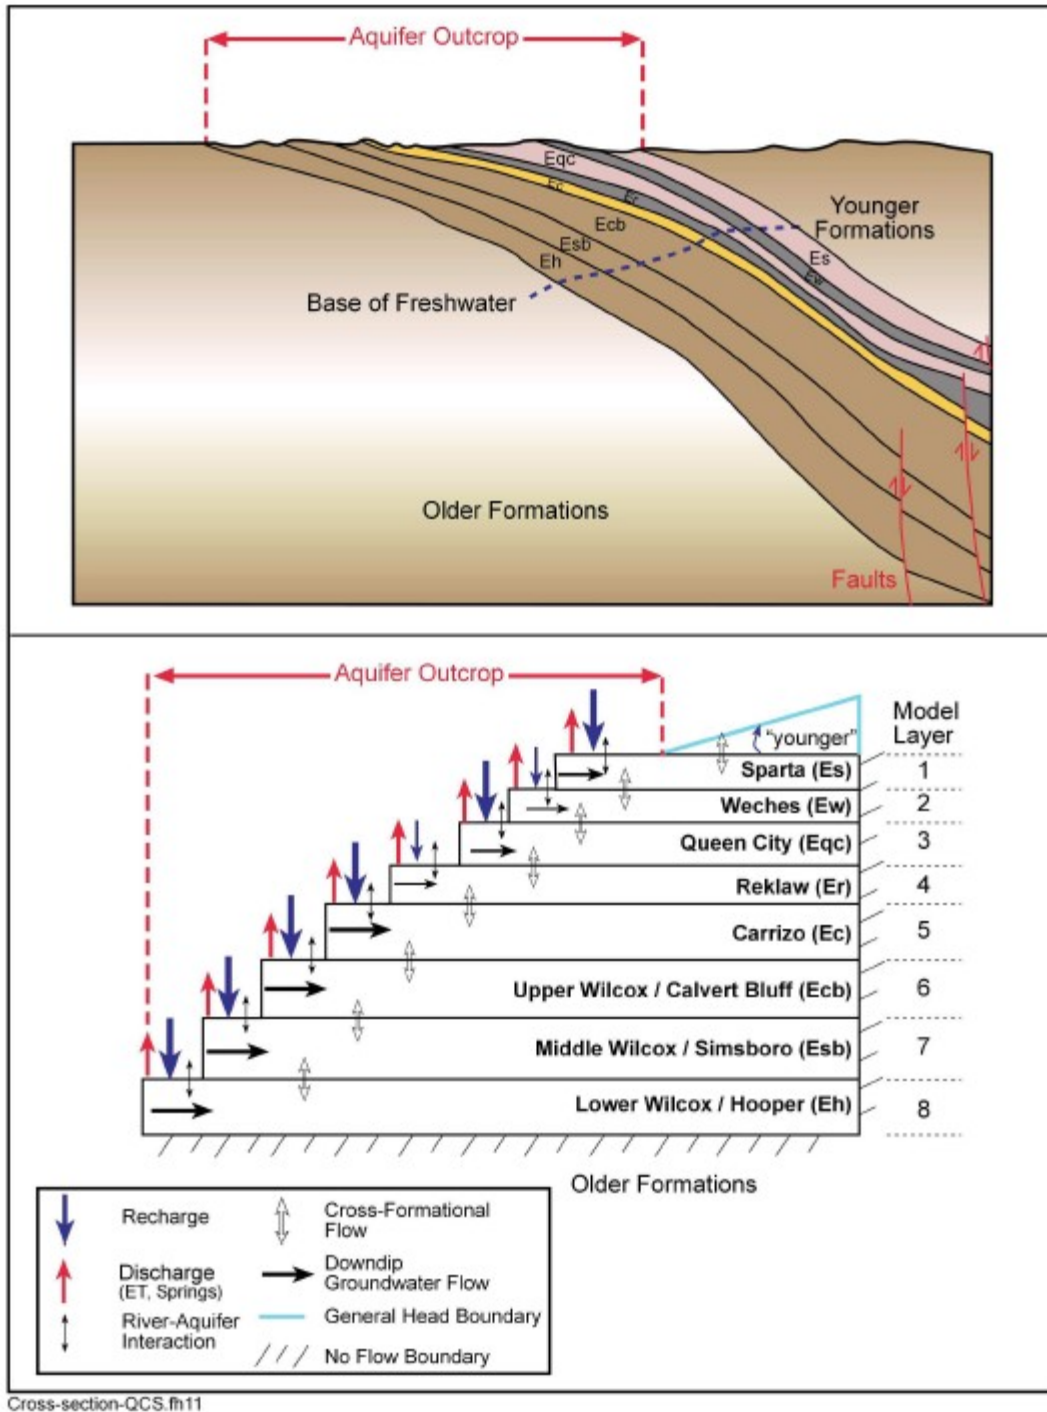 Aquifer Outcrop
Eqc
Ec
Er
Ecb
Esb
Eh
Younger
Formations
Es
Ew
Base of Freshwater
Older Formations
Faults
Aquifer Outcrop
Model
Layer
"younger"
Sparta (Es)
1
Weches (Ew)
2
Queen City (Eqc)
3
Reklaw (Er)
4
Carrizo (Ec)
5
Upper Wilcox / Calvert Bluff (Ecb)
6
Middle Wilcox / Simsboro (Esb)
7
Lower Wilcox / Hooper (Eh)
8
Older Formations
Recharge
Cross-Formational
Flow
Discharge
(ET, Springs)
Downdip
Groundwater Flow
River-Aquifer
Interaction
General Head Boundary
No Flow Boundary
Cross-section-QCS.fh11